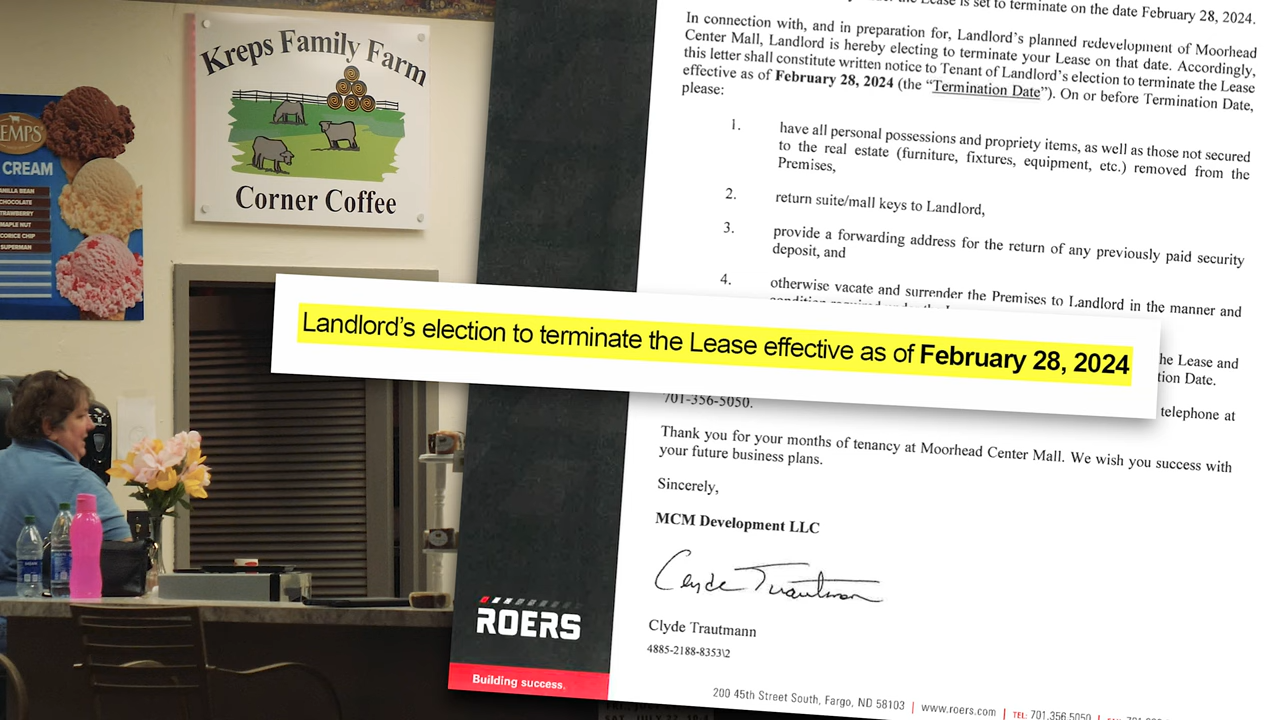 Kreps Family Farm
Corner Coffee
EMPS
CREAM
ANILLA BEAN
CHOCOLATE
STRAWBERRY
MAPLE NUT
CORICE CHIP
SUPERMAN
Lease is set to terminate on the date February 28, 2024.
In connection with, and in preparation for, Landlord's planned redevelopment of Moorhead
Center Mall, Landlord is hereby electing to terminate your Lease on that date. Accordingly,
this letter shall constitute written notice to Tenant of Landlord's election to terminate the Lease
effective as of February 28, 2024 (the "Termination Date"). On or before Termination Date,
please:
1. have all personal possessions and propriety items, as well as those not secured
to the real estate (furniture, fixtures, equipment, etc.) removed from the
Premises,
2. return suite/mall keys to Landlord,
3. provide a forwarding address for the return of any previously paid security
deposit, and
4. otherwise vacate and surrender the Premises to Landlord in the manner and
Landlord's election to terminate the Lease effective as of February 28, 2024
he Lease and
tion Date.
telephone at
701-356-5050.
Thank you for your months of tenancy at Moorhead Center Mall. We wish you success with
your future business plans.
Sincerely,
MCM Development LLC
Clyde Trautmann
Clyde Trautmann
4885-2188-8353\2
ROERS
Building success.
200 45th Street South, Fargo, ND 58103 | www.roers.com | TEL: 701.356.5050